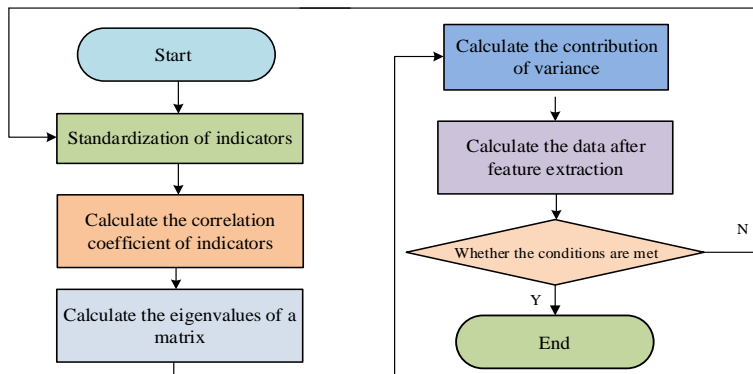 Start
Standardization of indicators
Calculate the correlation
coefficient of indicators
Calculate the eigenvalues of a
matrix
Calculate the contribution
of variance
Calculate the data after
feature extraction
Whether the conditions are met
N
Y
End